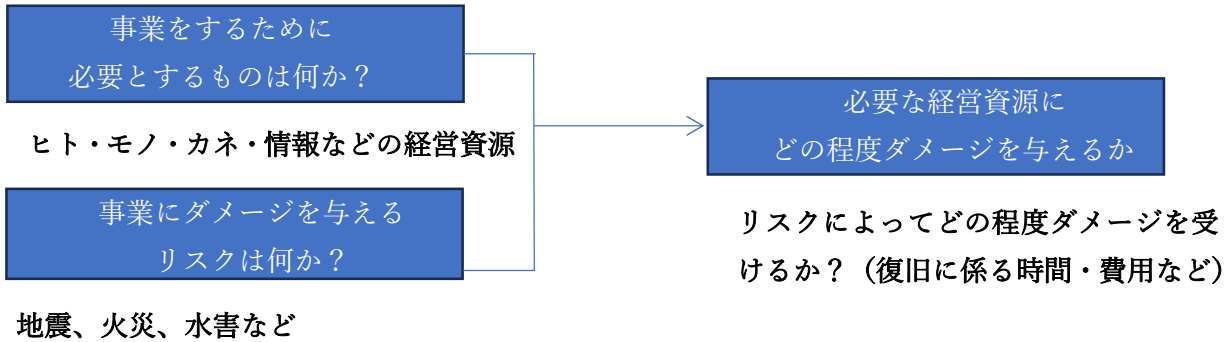 事業をするために
必要とするものは何か？
ヒト・モノ・カネ・情報などの経営資源
事業にダメージを与える
リスクは何か？
地震、火災、水害など
必要な経営資源に
どの程度ダメージを与えるか
リスクによってどの程度ダメージを受
けるか？（復旧に係る時間・費用など）